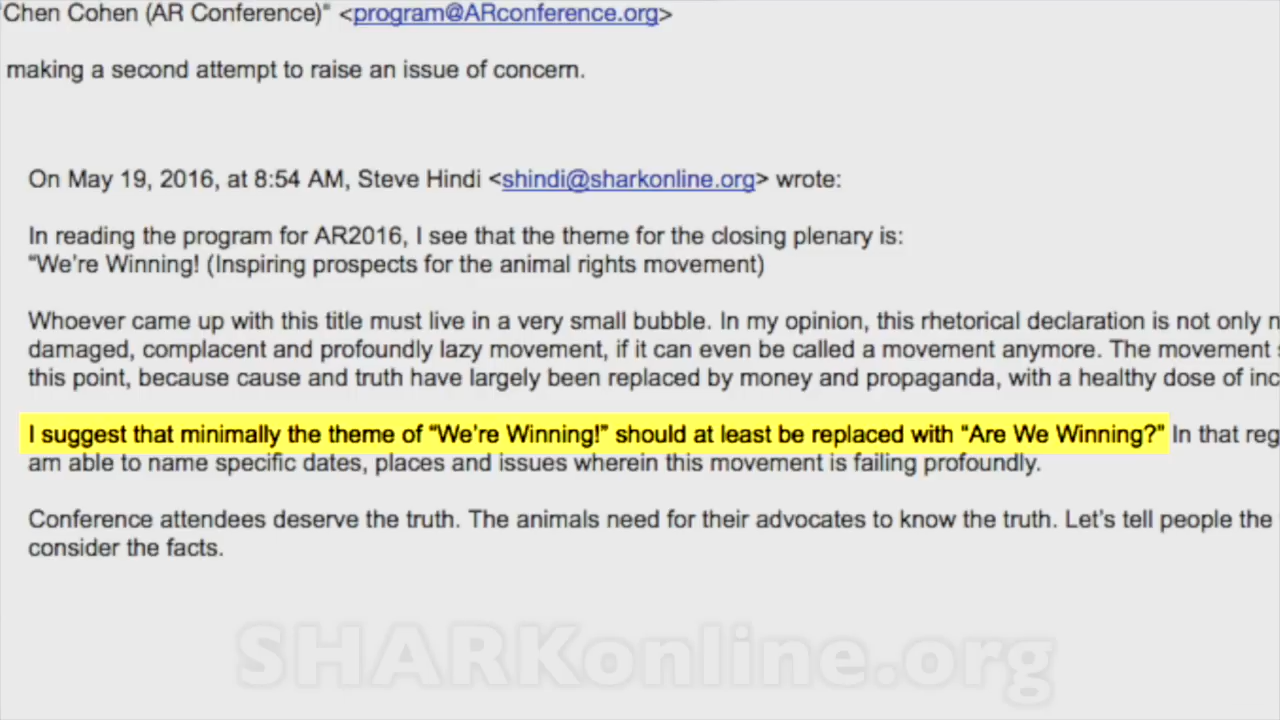 "Chen Cohen (AR Conference)" <program@ARconference.org>
making a second attempt to raise an issue of concern.
On May 19, 2016, at 8:54 AM, Steve Hindi <shindi@sharkonline.org> wrote:
In reading the program for AR2016, I see that the theme for the closing plenary is:
“We’re Winning! (Inspiring prospects for the animal rights movement)
Whoever came up with this title must live in a very small bubble. In my opinion, this rhetorical declaration is not only
damaged, complacent and profoundly lazy movement, if it can even be called a movement anymore. The movement
this point, because cause and truth have largely been replaced by money and propaganda, with a healthy dose of
I suggest that minimally the theme of “We’re Winning!” should at least be replaced with “Are We Winning?” In that
am able to name specific dates, places and issues wherein this movement is failing profoundly.
Conference attendees deserve the truth. The animals need for their advocates to know the truth. Let’s tell people the
consider the facts.
SHARKonline.org